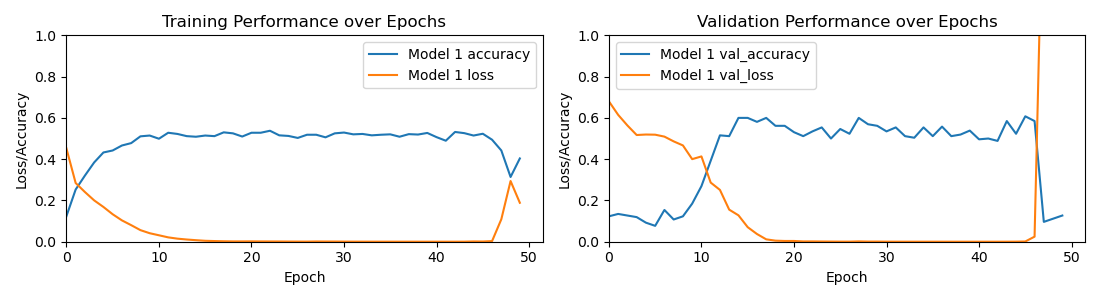 Training Performance over Epochs
1.0
0.8
0.6
0.4
0.2
0.0
Loss/Accuracy
0
10
20
30
40
50
Epoch
Model 1 accuracy
Model 1 loss
Validation Performance over Epochs
1.0
0.8
0.6
0.4
0.2
0.0
Loss/Accuracy
0
10
20
30
40
50
Epoch
Model 1 val_accuracy
Model 1 val_loss